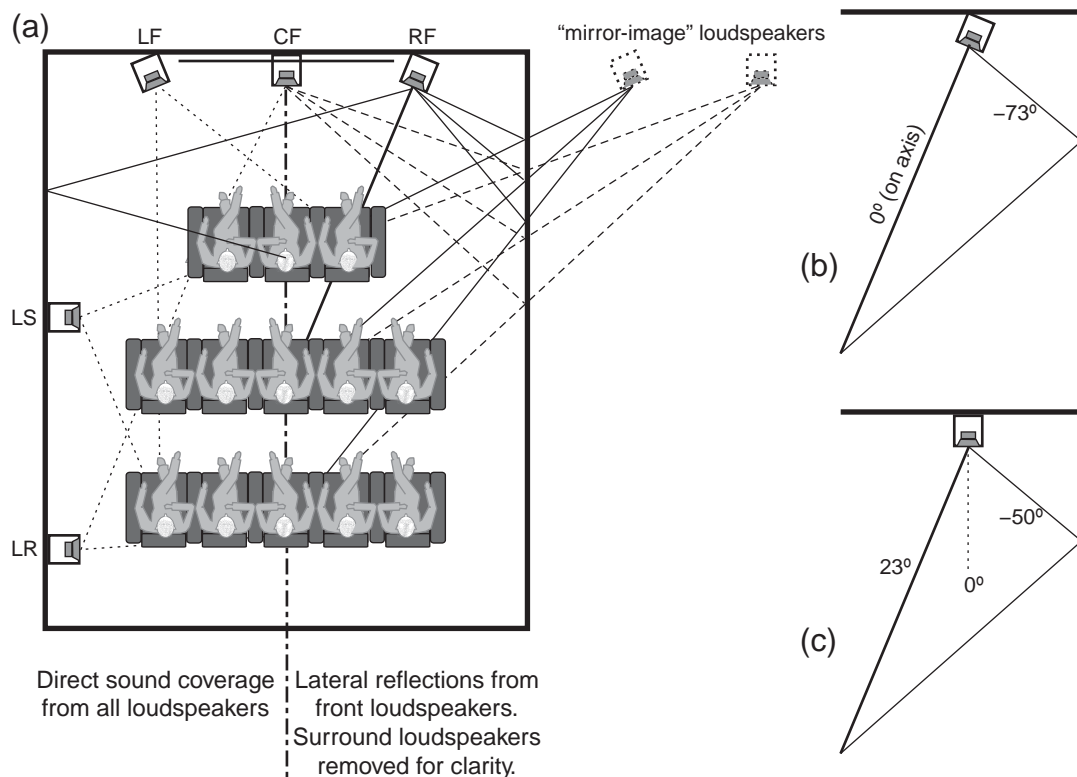 (a)
LF
CF
RF
“mirror-image” loudspeakers
LS
LR
Direct sound coverage
from all loudspeakers
Lateral reflections from
front loudspeakers.
Surround loudspeakers
removed for clarity.
0º (on axis)
–73º
(b)
23º
0º
–50º
(c)